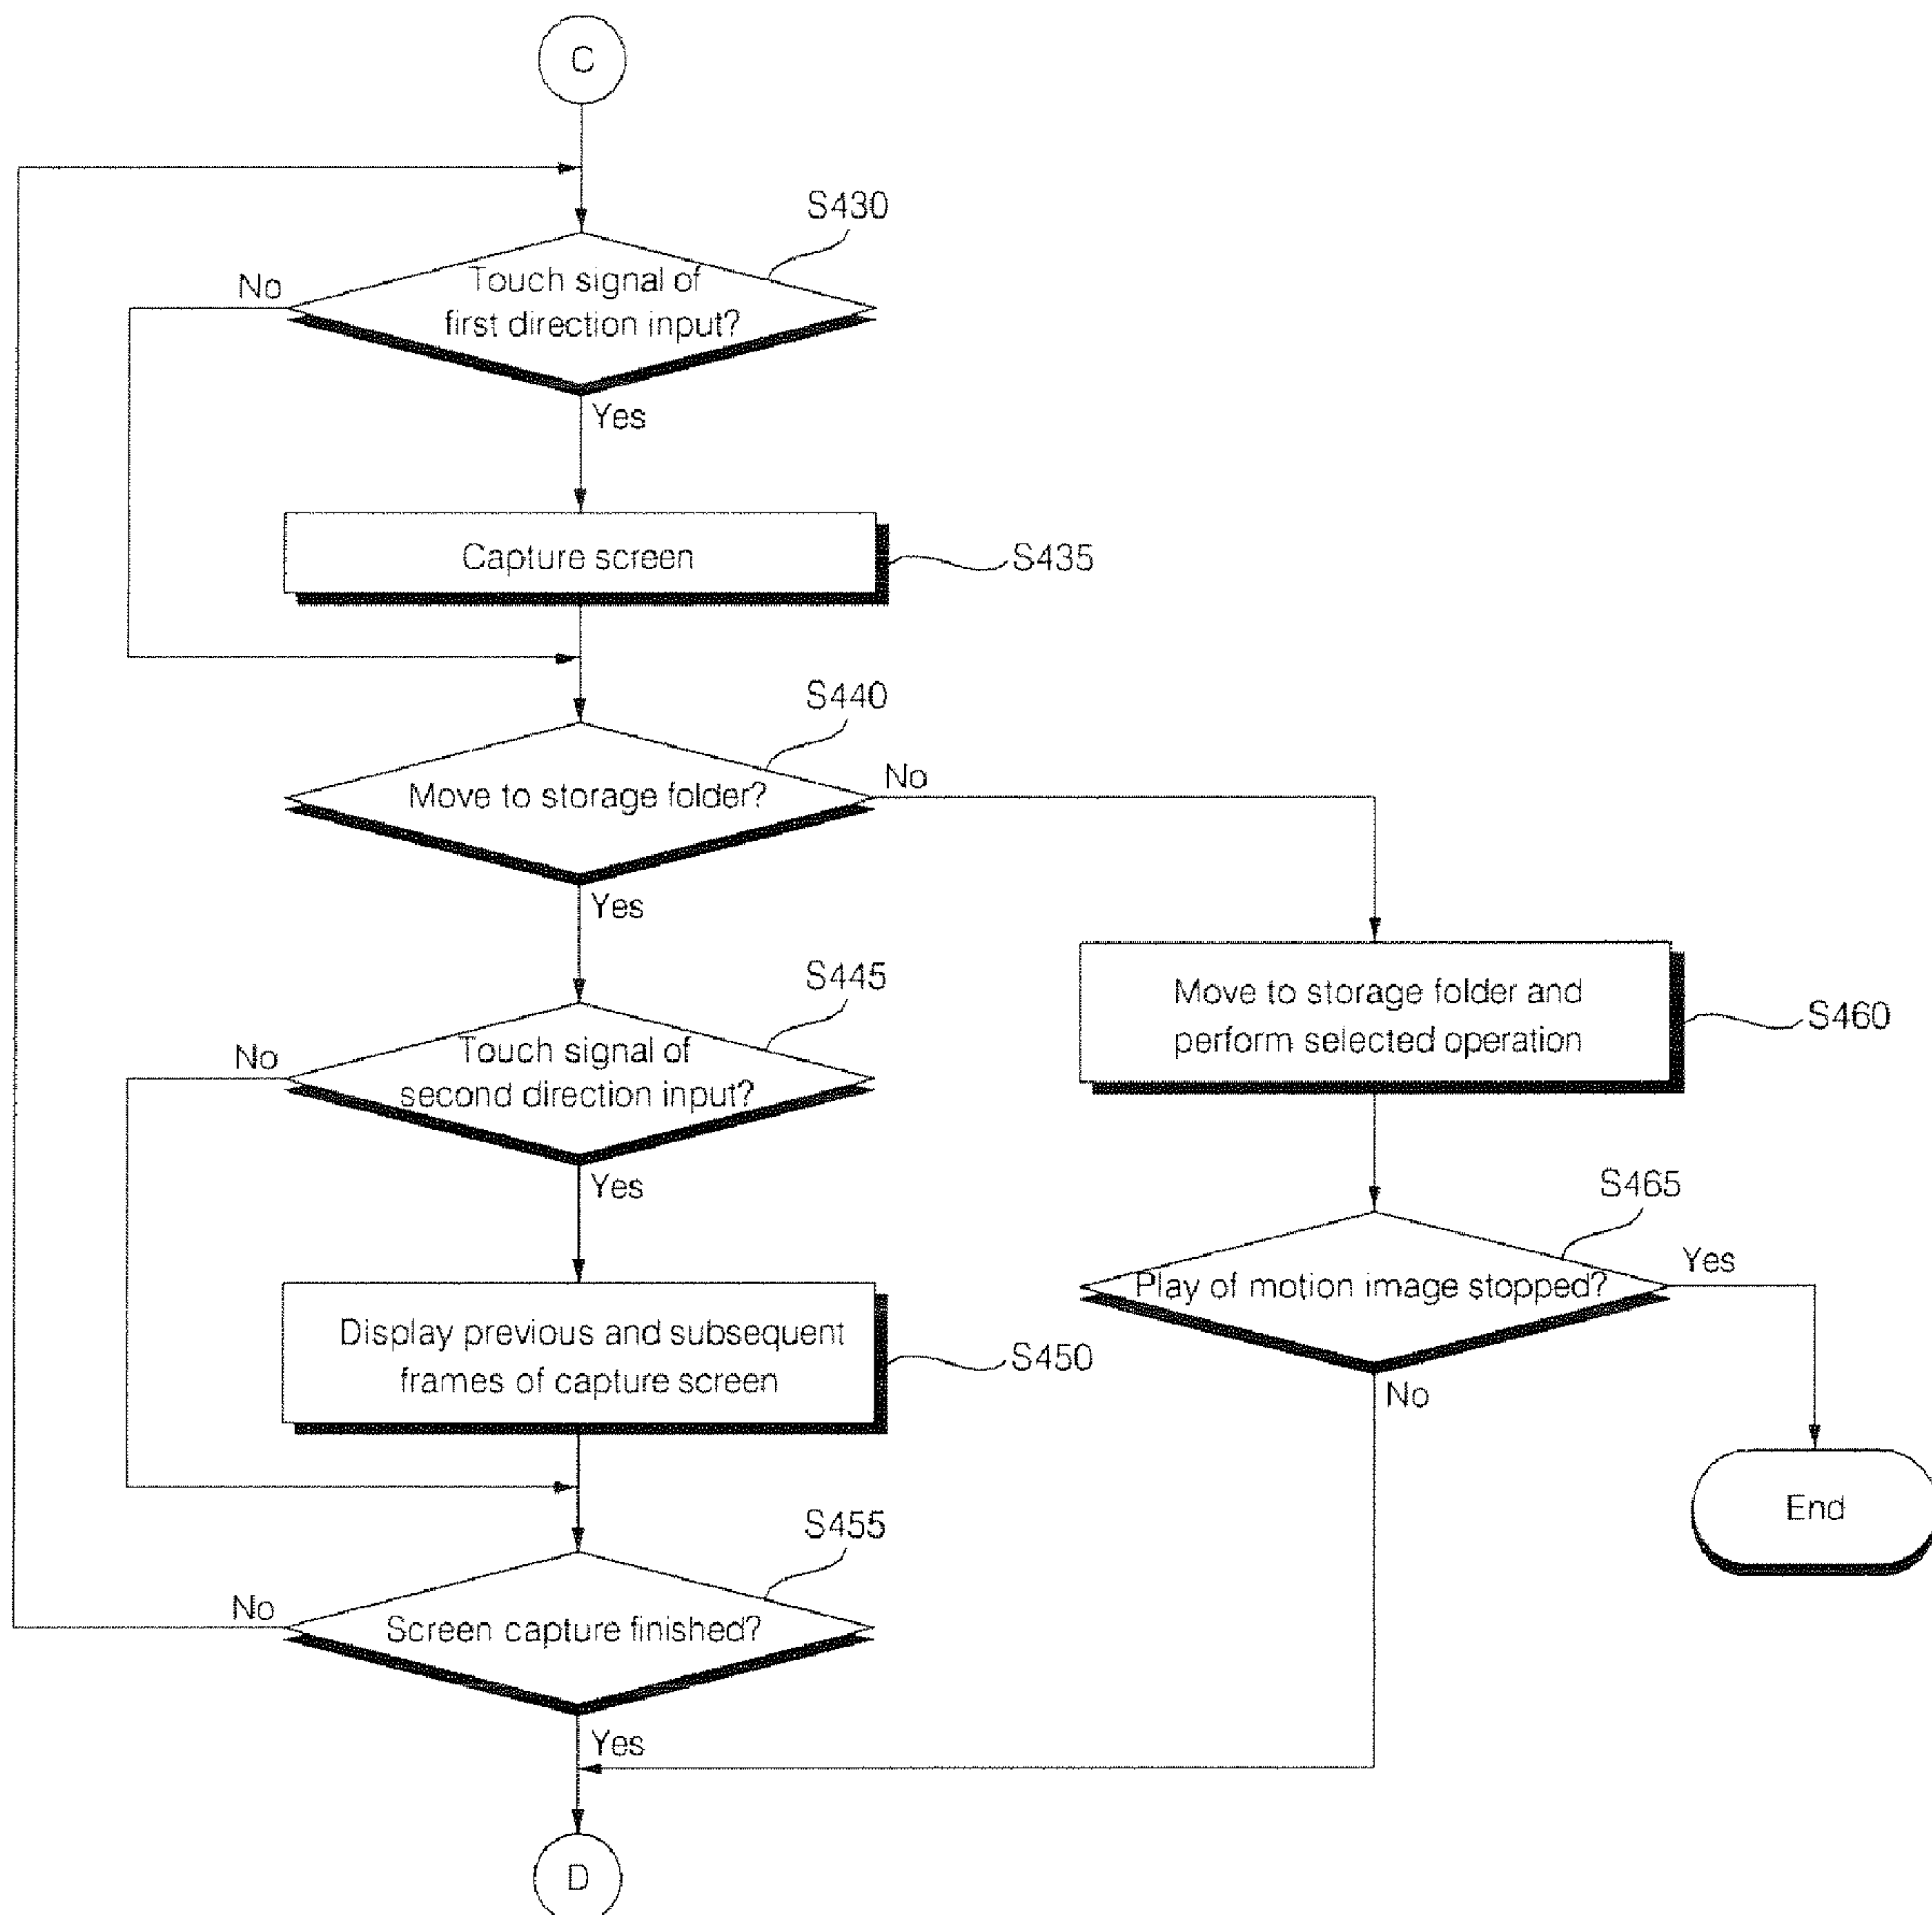 C
S430
No
Touch signal of
first direction input?
Yes
Capture screen
S435
S440
Move to storage folder?
No
Yes
S445
No
Touch signal of
second direction input?
Move to storage folder and
perform selected operation
S460
Yes
S465
Play of motion image stopped?
Yes
Display previous and subsequent
frames of capture screen
S450
No
End
S455
No
Screen capture finished?
Yes
D